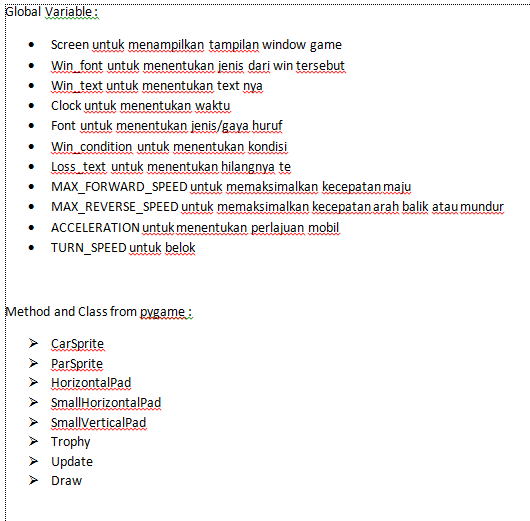 Global Variable :
• Screen untuk menampilkan tampilan window game
• Win_font untuk menentukan jenis dari win tersebut
• Win_text untuk menentukan text nya
• Clock untuk menentukan waktu
• Font untuk menentukan jenis/gaya huruf
• Win_condition untuk menentukan kondisi
• Loss_text untuk menentukan hilangnya te
• MAX_FORWARD_SPEED untuk memaksimalkan kecepatan maju
• MAX_REVERSE_SPEED untuk memaksimalkan kecepatan arah balik atau mundur
• ACCELERATION untuk menentukan perlajuan mobil
• TURN_SPEED untuk belok
Method and Class from pygame :
➢ CarSprite
➢ ParSprite
➢ HorizontalPad
➢ SmallHorizontalPad
➢ SmallVerticalPad
➢ Trophy
➢ Update
➢ Draw